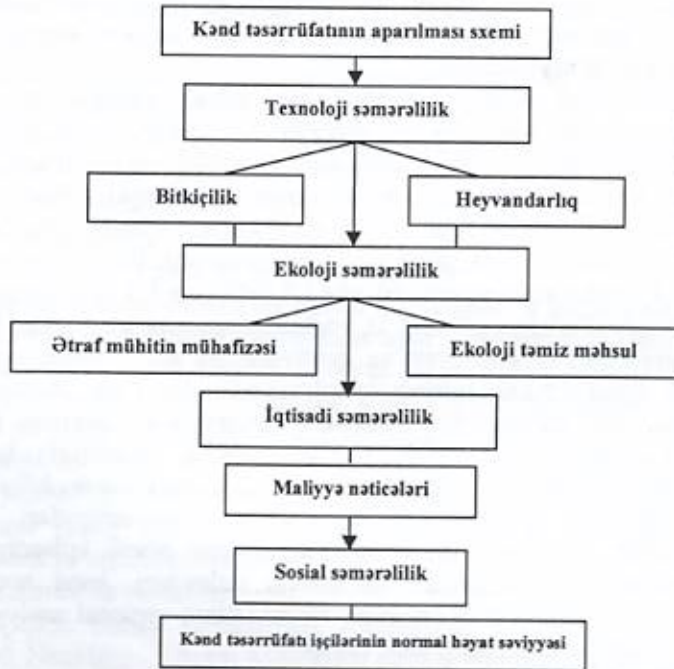 Kənd təsərrüfatının aparılması sxemi
Texnoloji səmərəlilik
Bitkiçilik
Heyvandarlıq
Ekoloji səmərəlilik
Ətraf mühitin mühafizəsi
Ekoloji təmiz məhsul
İqtisadi səmərəlilik
Maliyyə nəticələri
Sosial səmərəlilik
Kənd təsərrüfatı işçilərinin normal həyat səviyyəsi